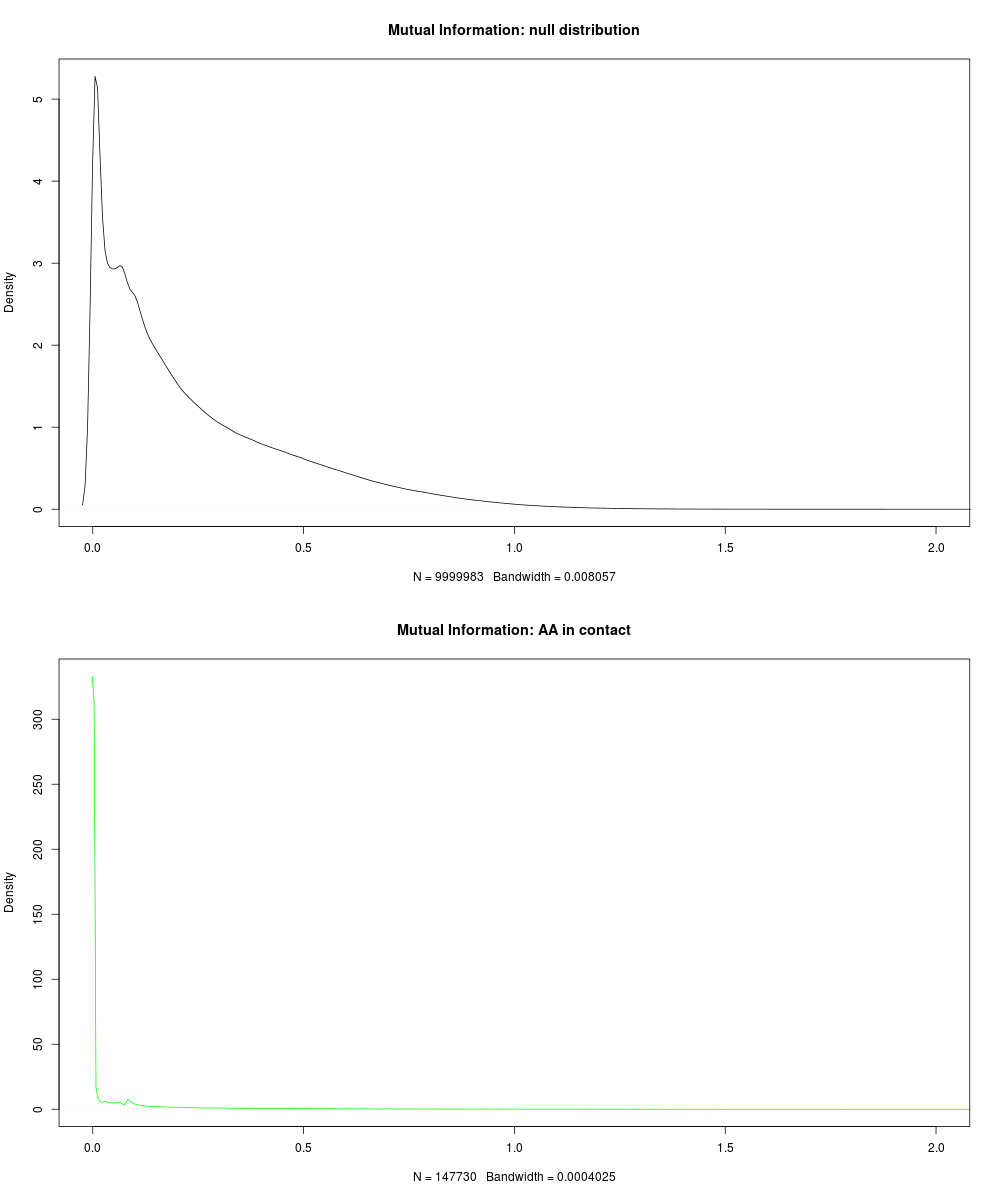 Mutual Information: null distribution
Density
5
4
3
2
1
0
0.0 0.5 1.0 1.5 2.0
N = 9999983 Bandwidth = 0.008057
Mutual Information: AA in contact
Density
300
250
200
150
100
50
0
0.0 0.5 1.0 1.5 2.0
N = 147730 Bandwidth = 0.0004025